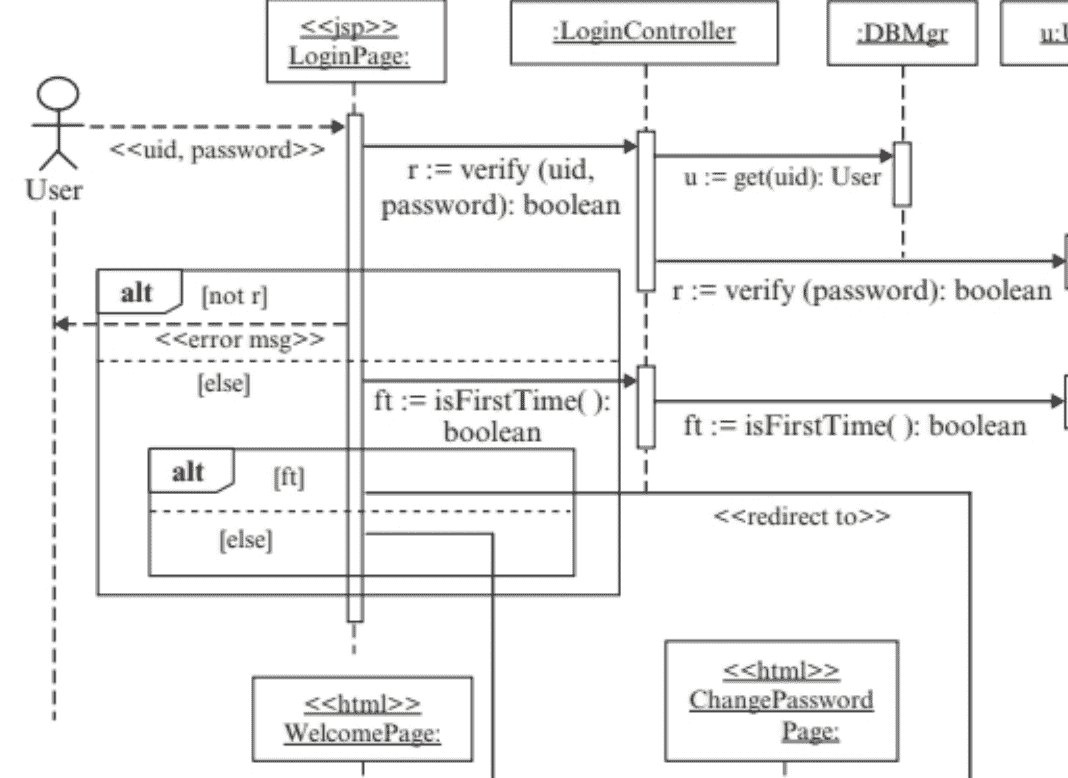 <<jsp>>
LoginPage:
:LoginController
:DBMgr
<<uid, password>>
User
r := verify (uid,
password): boolean
u := get(uid): User
r := verify (password): boolean
alt
[not r]
<<error msg>>
[else]
ft := isFirstTime( ):
boolean
ft := isFirstTime( ): boolean
alt
[ft]
<<redirect to>>
[else]
<<html>>
WelcomePage:
<<html>>
ChangePassword
Page: